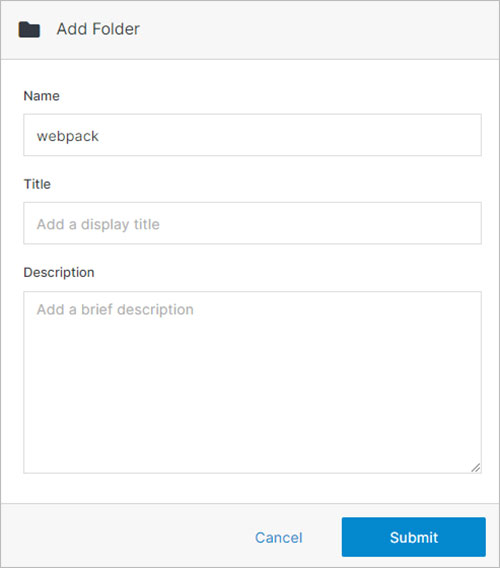 Add Folder
Name
webpack
Title
Add a display title
Description
Add a brief description
Cancel
Submit